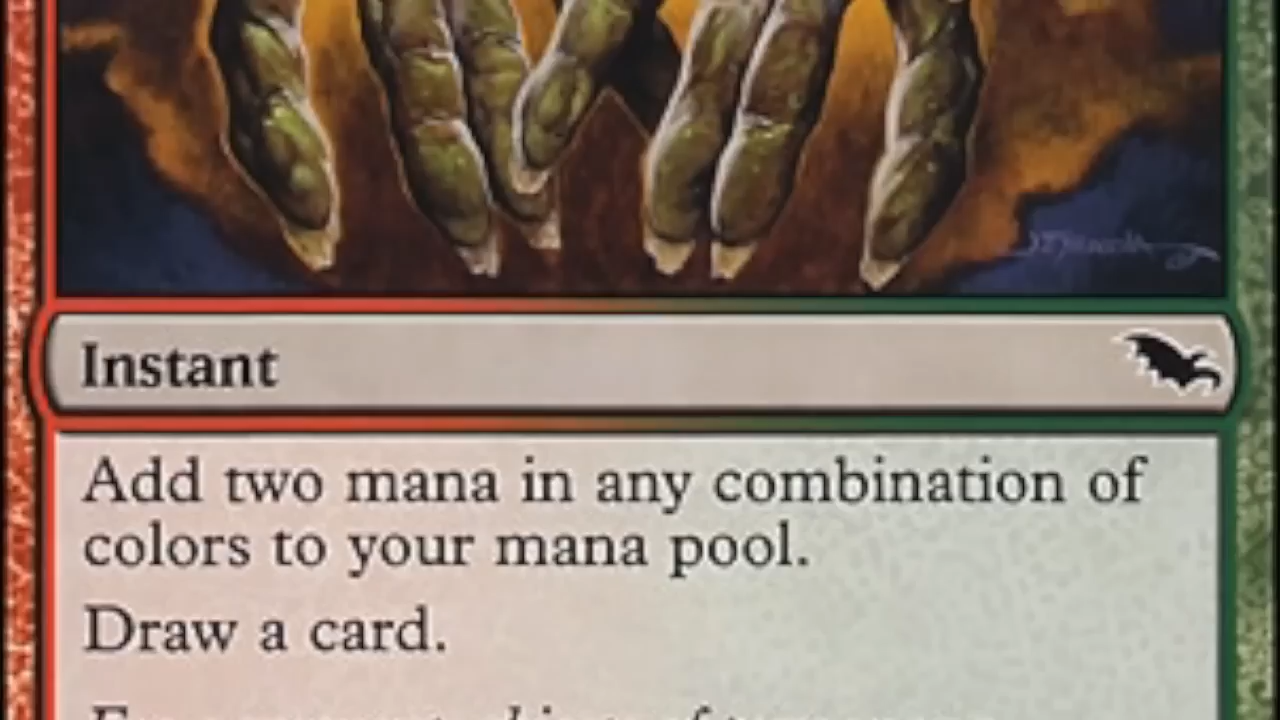 Instant
Add two mana in any combination of
colors to your mana pool.
Draw a card.